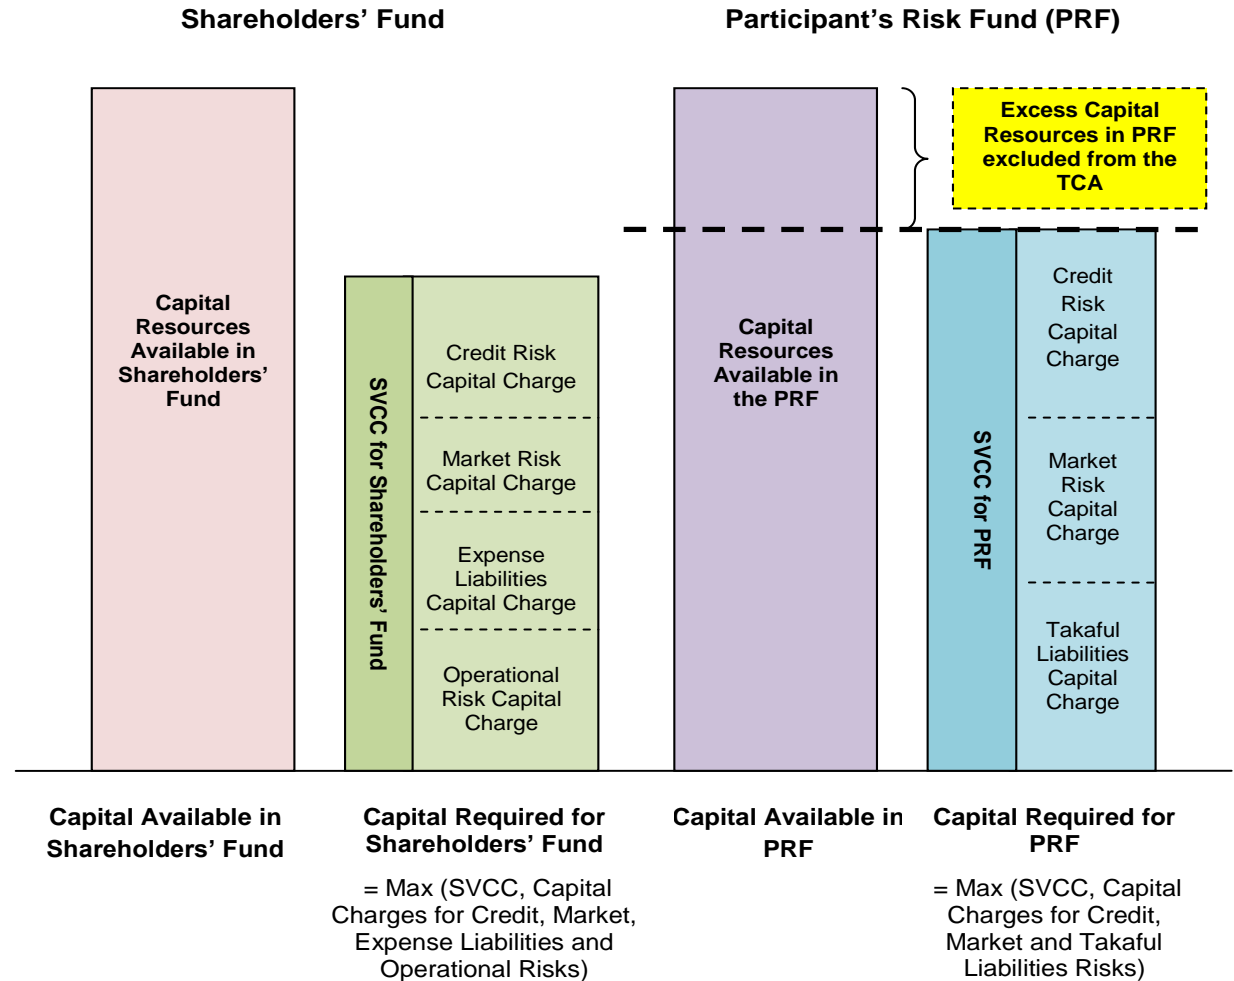 Shareholders’ Fund
Participant’s Risk Fund (PRF)
Capital
Resources
Available in
Shareholders’
Fund
SVCC for Shareholders’ Fund
Credit Risk
Capital Charge
Market Risk
Capital Charge
Expense
Liabilities
Capital Charge
Operational
Risk Capital
Charge
Capital
Resources
Available in
the PRF
Excess Capital
Resources in PRF
excluded from the
TCA
SVCC for PRF
Credit
Risk
Capital
Charge
Market
Risk
Capital
Charge
Takaful
Liabilities
Capital
Charge
Capital Available in
Shareholders’ Fund
Capital Required for
Shareholders’ Fund
= Max (SVCC, Capital
Charges for Credit, Market,
Expense Liabilities and
Operational Risks)
Capital Available in
PRF
Capital Required for
PRF
= Max (SVCC, Capital
Charges for Credit,
Market and Takaful
Liabilities Risks)